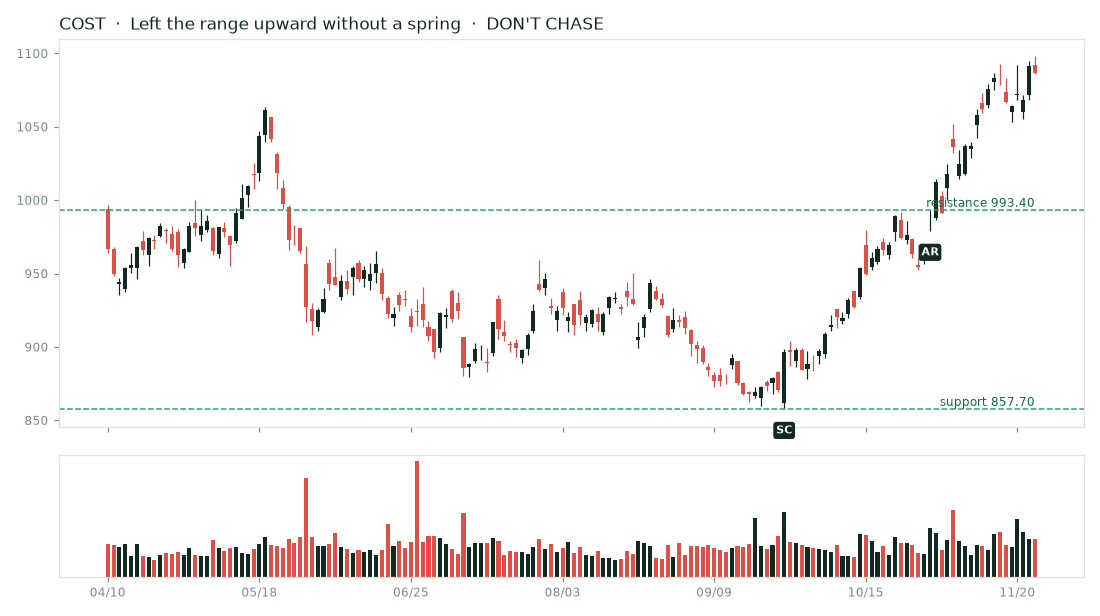 COST · Left the range upward without a spring · DON'T CHASE
1100
1050
1000
950
900
850
resistance 993.40
AR
support 857.70
SC
04/10 05/18 06/25 08/03 09/09 10/15 11/20